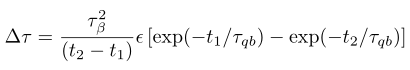 Δτ = τ_β^2 / (t_2 − t_1) ϵ [exp(−t_1/τ_{qb}) − exp(−t_2/τ_{qb})]